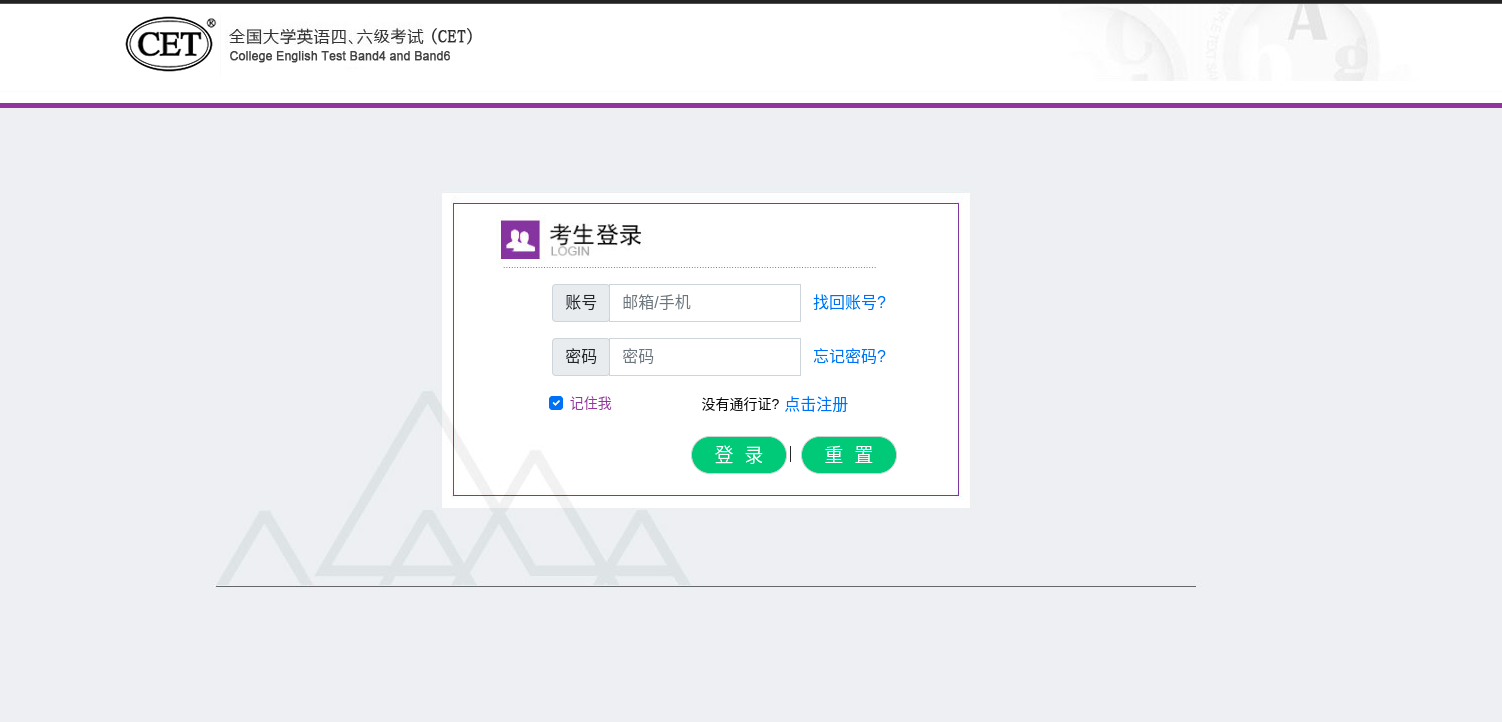 CET®
全国大学英语四、六级考试（CET）
College English Test Band4 and Band6
考生登录
LOGIN
账号 邮箱/手机 找回账号?
密码 密码 忘记密码?
记住我 没有通行证? 点击注册
登 录 | 重 置